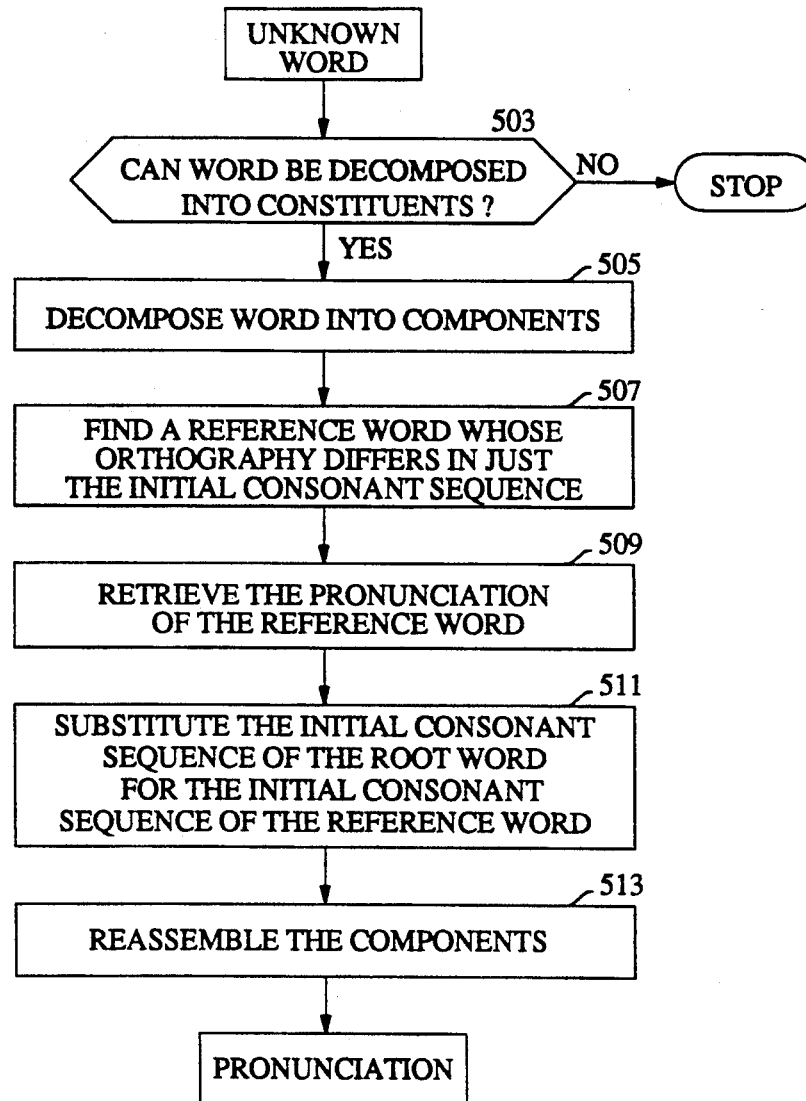 UNKNOWN
WORD
503
CAN WORD BE DECOMPOSED
INTO CONSTITUENTS ?
NO
STOP
YES
505
DECOMPOSE WORD INTO COMPONENTS
507
FIND A REFERENCE WORD WHOSE
ORTHOGRAPHY DIFFERS IN JUST
THE INITIAL CONSONANT SEQUENCE
509
RETRIEVE THE PRONUNCIATION
OF THE REFERENCE WORD
511
SUBSTITUTE THE INITIAL CONSONANT
SEQUENCE OF THE ROOT WORD
FOR THE INITIAL CONSONANT
SEQUENCE OF THE REFERENCE WORD
513
REASSEMBLE THE COMPONENTS
PRONUNCIATION